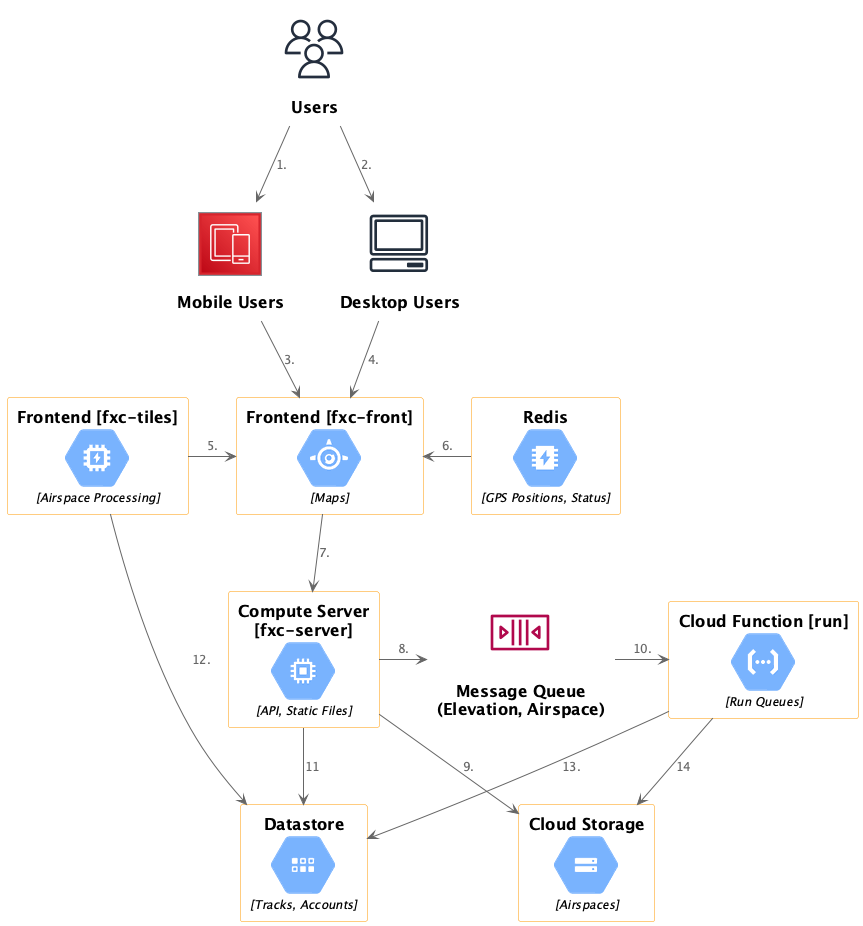 Users
1.
2.
Mobile Users
Desktop Users
3.
4.
Frontend [fxc-tiles]
[Airspace Processing]
5.
Frontend [fxc-front]
[Maps]
6.
Redis
[GPS Positions, Status]
7.
Compute Server
[fxc-server]
[API, Static Files]
8.
Message Queue
(Elevation, Airspace)
10.
Cloud Function [run]
[Run Queues]
12.
11
9.
13.
14
Datastore
[Tracks, Accounts]
Cloud Storage
[Airspaces]